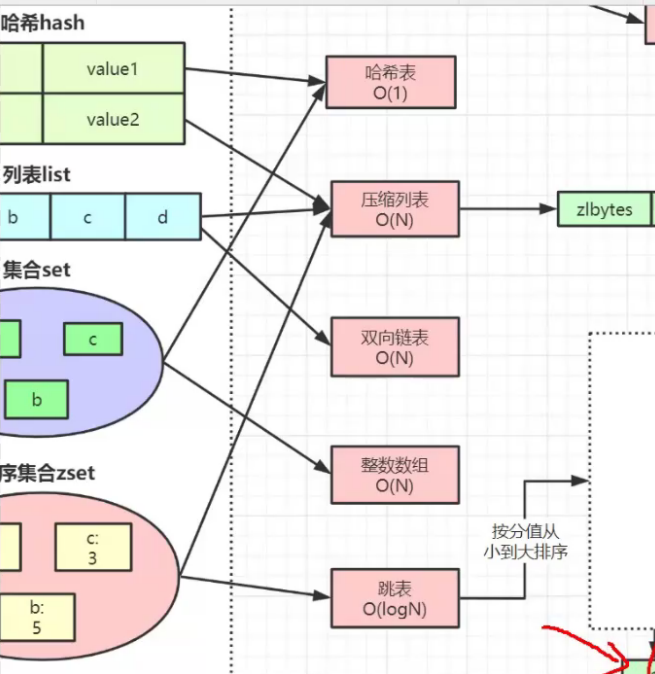 哈希hash
value1
value2
哈希表
O(1)
列表list
b
c
d
压缩列表
O(N)
zlbytes
集合set
c
b
双向链表
O(N)
整数数组
O(N)
序集合zset
c:
3
b:
5
按分值从
小到大排序
跳表
O(logN)